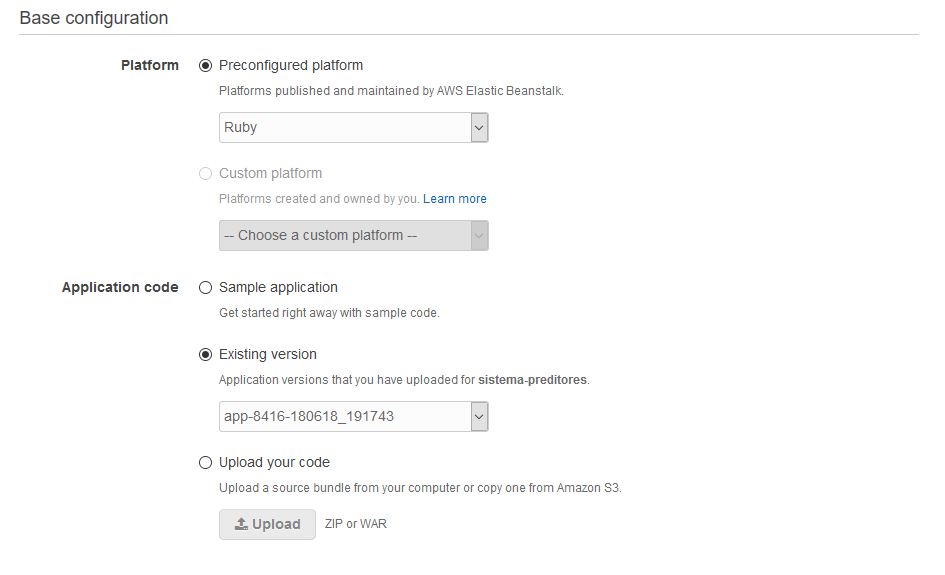 Base configuration
Platform
Preconfigured platform
Platforms published and maintained by AWS Elastic Beanstalk.
Ruby
Custom platform
Platforms created and owned by you. Learn more
-- Choose a custom platform --
Application code
Sample application
Get started right away with sample code.
Existing version
Application versions that you have uploaded for sistema-preditores.
app-8416-180618_191743
Upload your code
Upload a source bundle from your computer or copy one from Amazon S3.
Upload
ZIP or WAR